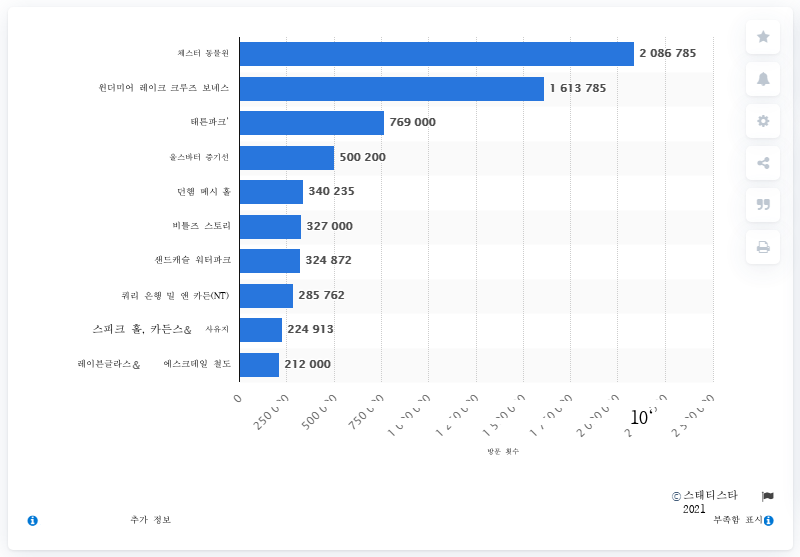 체스터 동물원 2 086 785
윈더미어 레이크 크루즈 보네스 1 613 785
태튼파크' 769 000
울스바터 증기선 500 200
던햄 메시 홀 340 235
비틀즈 스토리 327 000
샌드캐슬 워터파크 324 872
쿼리 은행 밀 앤 카든(NT) 285 762
스피크 홀, 카든스& 사유지 224 913
레이븐글라스& 에스크데일 철도 212 000
0 250 000 500 000 750 000
방문 횟수
©스태티스타
2021
추가 정보 부족함 표시